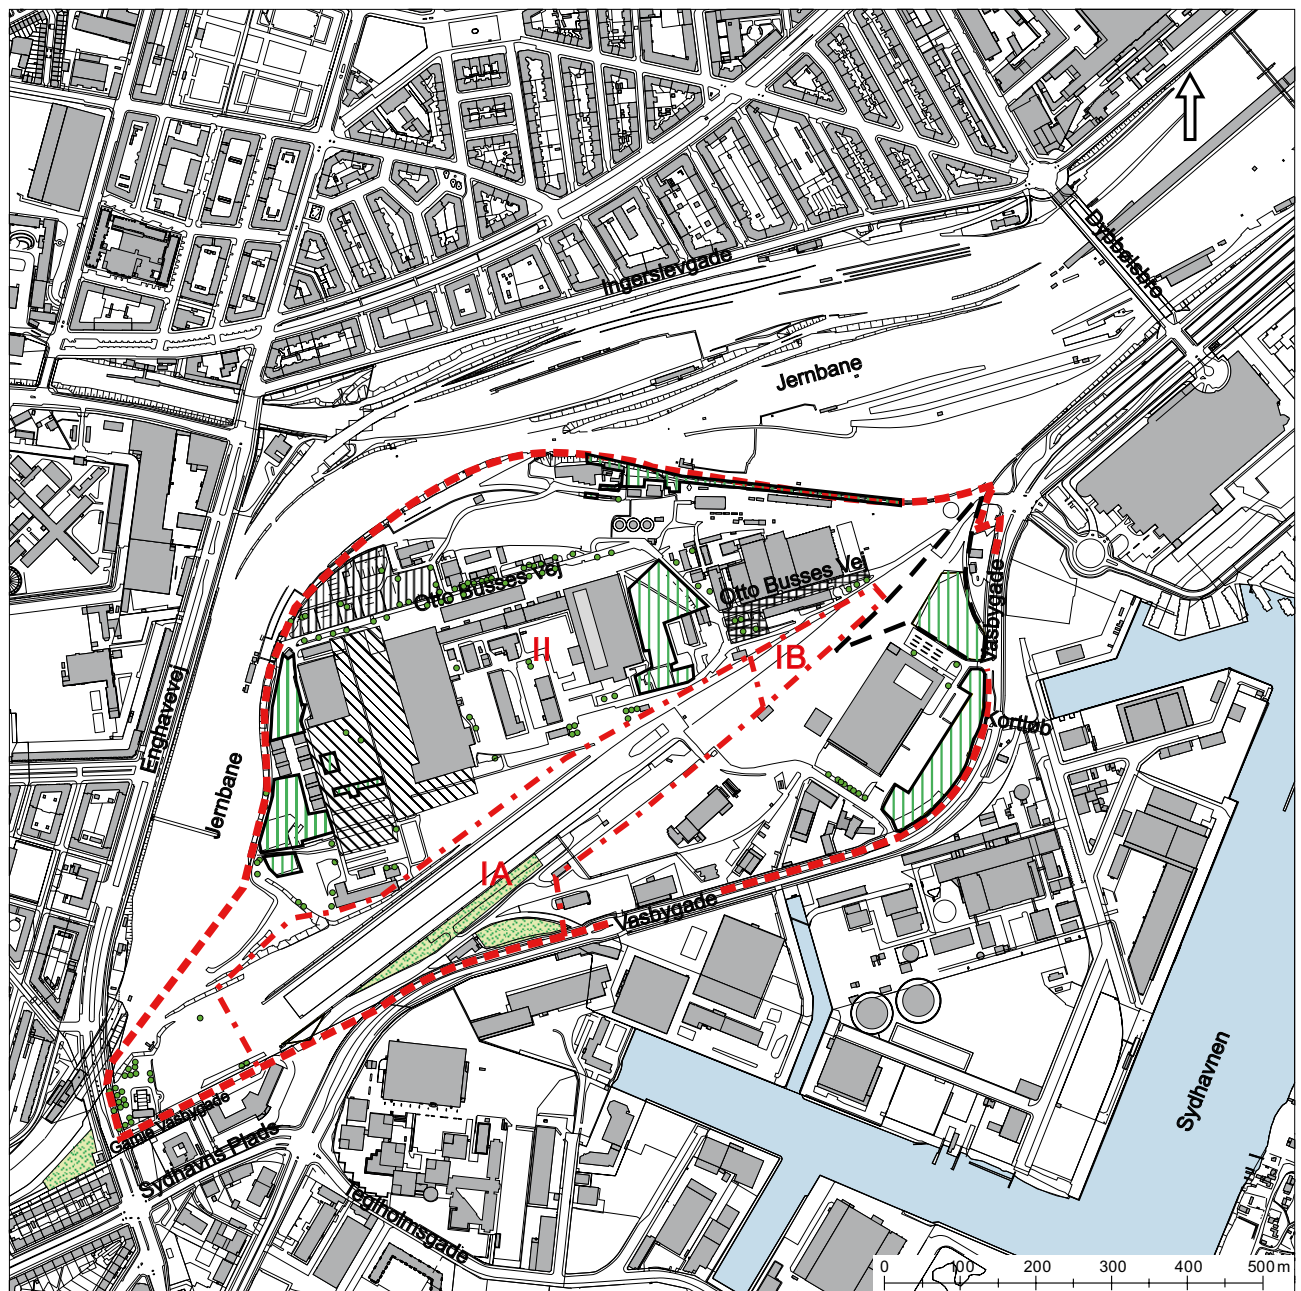 Dybbølsbro
Ingerslevgade
Jernbane
Otto Busses Vej
Otto Busses Vej
II
IB
Vasbygade
Enghavevej
Kortløb
Jernbane
IA
Vasbygade
Sydhavnen
Gamle Vasbygade
Sydhavns Plads
Teglholmsgade
0 100 200 300 400 500 m